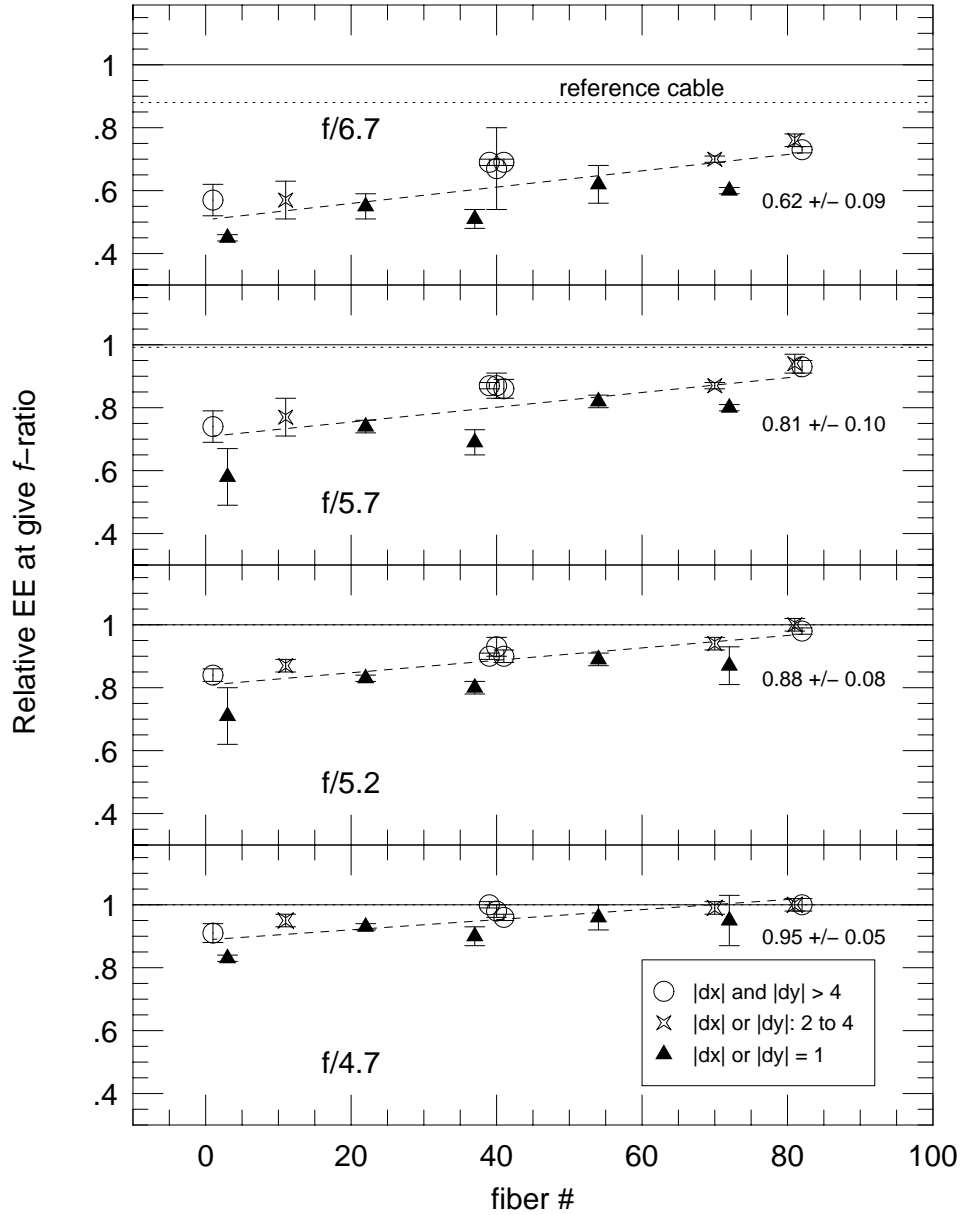 Relative EE at give f-ratio
1
.8
.6
.4
reference cable
f/6.7
0.62 +/- 0.09
1
.8
.6
.4
f/5.7
0.81 +/- 0.10
1
.8
.6
.4
f/5.2
0.88 +/- 0.08
1
.8
.6
.4
f/4.7
0.95 +/- 0.05
|dx| and |dy| > 4
|dx| or |dy|: 2 to 4
|dx| or |dy| = 1
0 20 40 60 80 100
fiber #